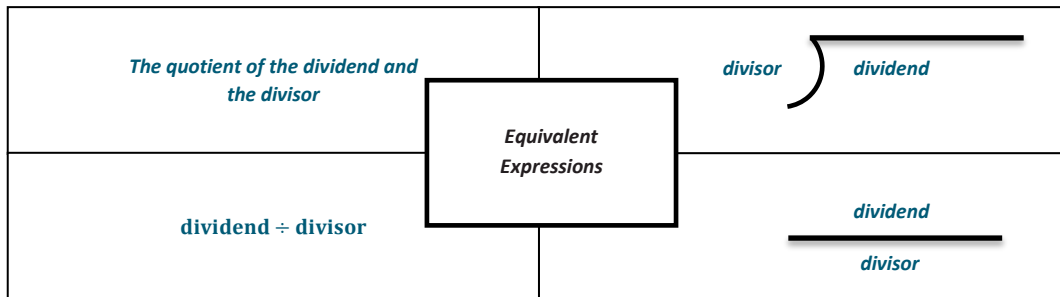 The quotient of the dividend and
the divisor
divisor dividend
Equivalent
Expressions
dividend ÷ divisor
dividend
divisor